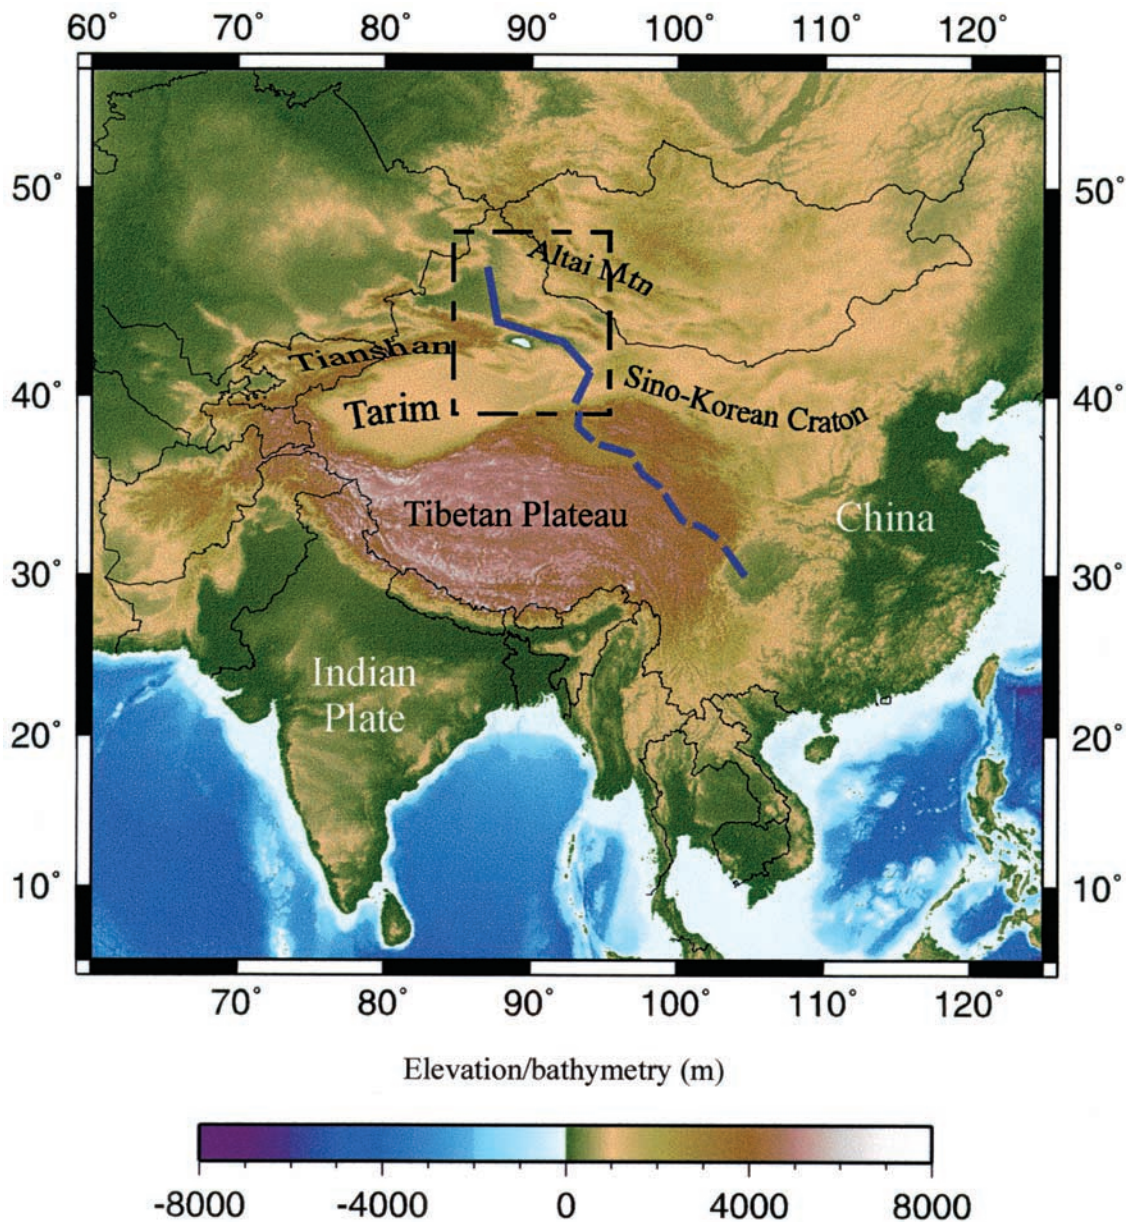 60˚ 70˚ 80˚ 90˚ 100˚ 110˚ 120˚
50˚ 50˚
Altai Mtn
Tianshan
Sino-Korean Craton
40˚ 40˚
Tarim
Tibetan Plateau
China
30˚ 30˚
Indian
Plate
20˚ 20˚
10˚ 10˚
70˚ 80˚ 90˚ 100˚ 110˚ 120˚
Elevation/bathymetry (m)
-8000 -4000 0 4000 8000